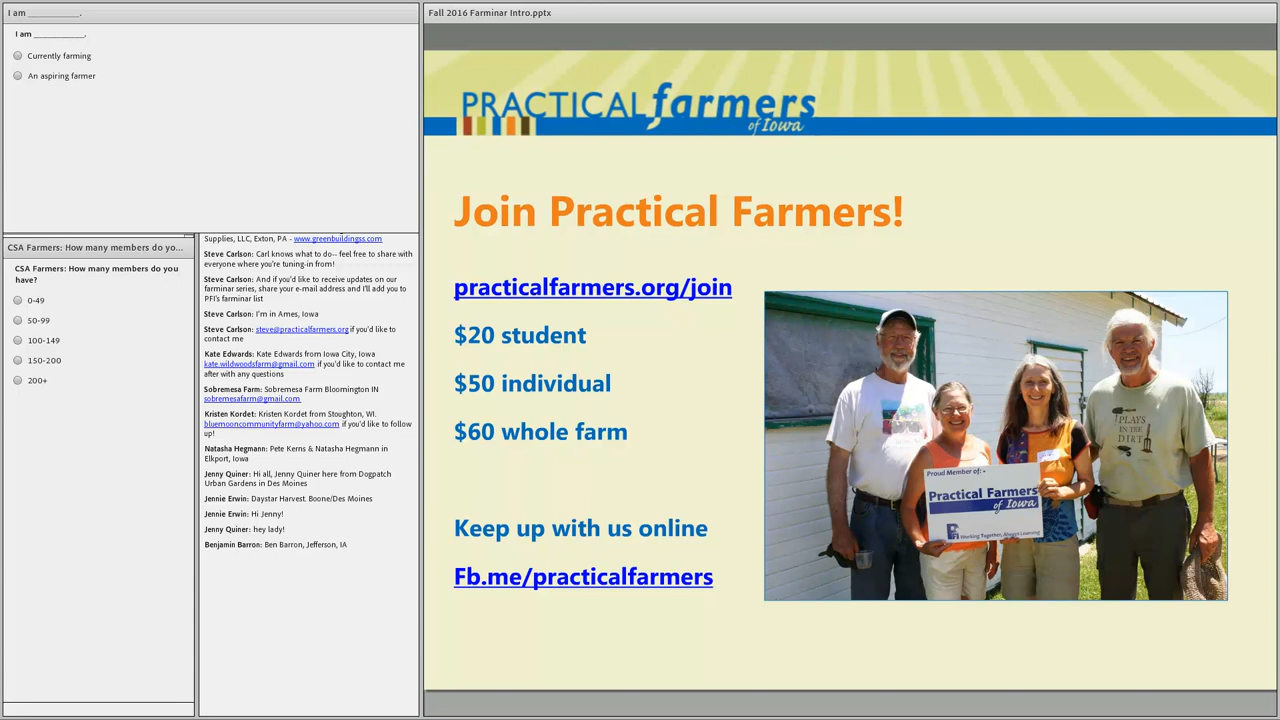 I am __________.
I am __________.
Currently farming
An aspiring farmer
CSA Farmers: How many members do yo...
CSA Farmers: How many members do you
have?
0-49
50-99
100-149
150-200
200+
Supplies, LLC, Exton, PA - www.greenbuildingss.com
Steve Carlson: Carl knows what to do-- feel free to share with
everyone where you're tuning-in from!
Steve Carlson: And if you'd like to receive updates on our
farminar series, share your e-mail address and I'll add you to
PFI's farminar list
Steve Carlson: I'm in Ames, Iowa
Steve Carlson: steve@practicalfarmers.org if you'd like to
contact me
Kate Edwards: Kate Edwards from Iowa City, Iowa
kate.wildwoodsfarm@gmail.com if you'd like to contact me
after with any questions
Sobremesa Farm: Sobremesa Farm Bloomington IN
sobremesafarm@gmail.com
Kristen Kordet: Kristen Kordet from Stoughton, WI.
bluemooncommunityfarm@yahoo.com if you'd like to follow
up!
Natasha Hegmann: Pete Kerns & Natasha Hegmann in
Elkport, Iowa
Jenny Quiner: Hi all, Jenny Quiner here from Dogpatch
Urban Gardens in Des Moines
Jennie Erwin: Daystar Harvest. Boone/Des Moines
Jennie Erwin: Hi Jenny!
Jenny Quiner: hey lady!
Benjamin Barron: Ben Barron, Jefferson, IA
Fall 2016 Farminar Intro.pptx
PRACTICAL farmers
of Iowa
Join Practical Farmers!
practicalfarmers.org/join
$20 student
$50 individual
$60 whole farm
Keep up with us online
Fb.me/practicalfarmers
Proud Member of:
Practical Farmers
of Iowa
Working Together, Always Learning
PLAYS
IN THE
DIRT